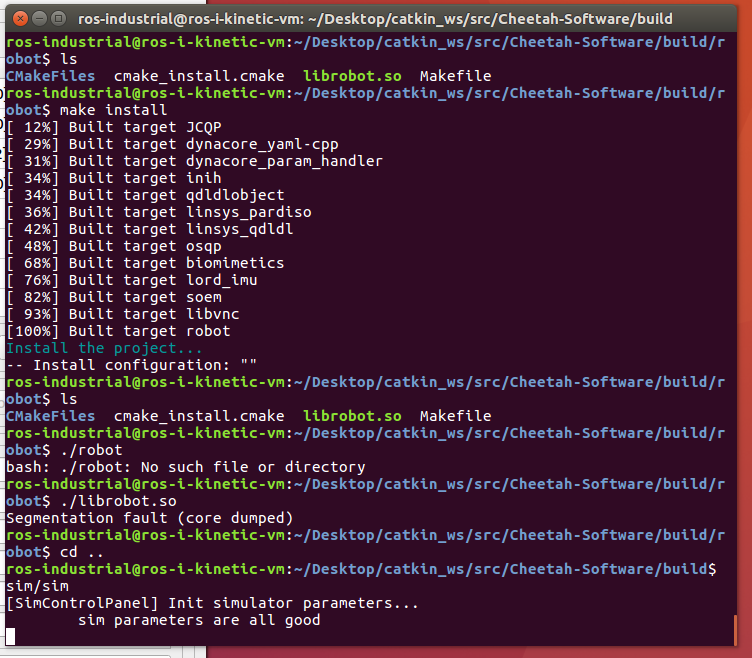 ros-industrial@ros-i-kinetic-vm: ~/Desktop/catkin_ws/src/Cheetah-Software/build
ros-industrial@ros-i-kinetic-vm:~/Desktop/catkin_ws/src/Cheetah-Software/build/r
obot$ ls
CMakeFiles  cmake_install.cmake  librobot.so  Makefile
ros-industrial@ros-i-kinetic-vm:~/Desktop/catkin_ws/src/Cheetah-Software/build/r
obot$ make install
[ 12%] Built target JCQP
[ 29%] Built target dynacore_yaml-cpp
[ 31%] Built target dynacore_param_handler
[ 34%] Built target inih
[ 34%] Built target qdldlobject
[ 36%] Built target linsys_pardiso
[ 42%] Built target linsys_qdldl
[ 48%] Built target osqp
[ 68%] Built target biomimetics
[ 76%] Built target lord_imu
[ 82%] Built target soem
[ 93%] Built target libvnc
[100%] Built target robot
Install the project...
-- Install configuration: ""
ros-industrial@ros-i-kinetic-vm:~/Desktop/catkin_ws/src/Cheetah-Software/build/r
obot$ ls
CMakeFiles  cmake_install.cmake  librobot.so  Makefile
ros-industrial@ros-i-kinetic-vm:~/Desktop/catkin_ws/src/Cheetah-Software/build/r
obot$ ./robot
bash: ./robot: No such file or directory
ros-industrial@ros-i-kinetic-vm:~/Desktop/catkin_ws/src/Cheetah-Software/build/r
obot$ ./librobot.so
Segmentation fault (core dumped)
ros-industrial@ros-i-kinetic-vm:~/Desktop/catkin_ws/src/Cheetah-Software/build/r
obot$ cd ..
ros-industrial@ros-i-kinetic-vm:~/Desktop/catkin_ws/src/Cheetah-Software/build$
sim/sim
[SimControlPanel] Init simulator parameters...
        sim parameters are all good